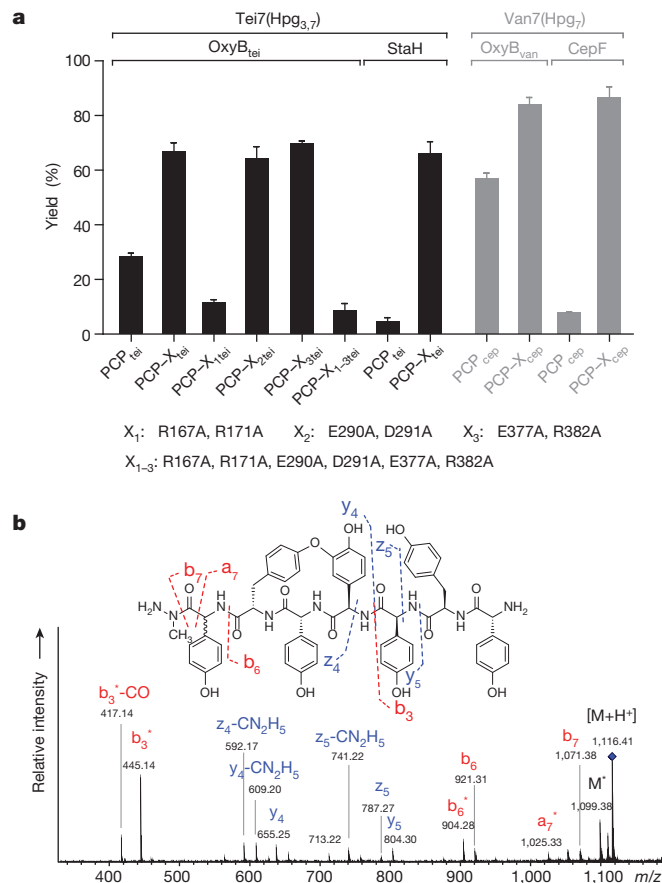 a
Tei7(Hpg3,7) Van7(Hpg7)
OxyBtei StaH OxyBvan CepF
100
80
60
40
20
0
Yield (%)
PCPtei PCP–Xtei PCP–X1tei PCP–X2tei PCP–X3tei PCP–X1–3tei PCPtei PCP–Xtei PCPcep PCP–Xcep PCPcep PCP–Xcep
X1: R167A, R171A X2: E290A, D291A X3: E377A, R382A
X1–3: R167A, R171A, E290A, D291A, E377A, R382A
b
y4 OH HO
z5
b7 a7 O
O H N O H N O H N O
H2N N N H O N H O N H O NH2
CH3
b6 z4 y5
OH OH OH OH
b3
Relative intensity
b3*-CO
417.14
b3*
445.14
z4-CN2H5
592.17
y4-CN2H5
609.20
y4
655.25
713.22
z5-CN2H5
741.22
z5
787.27
y5
804.30
b6
921.31
b6*
904.28
a7*
1,025.33
b7
1,071.38
M*
1,099.38
[M+H+]
1,116.41
400 500 600 700 800 900 1,000 1,100 m/z